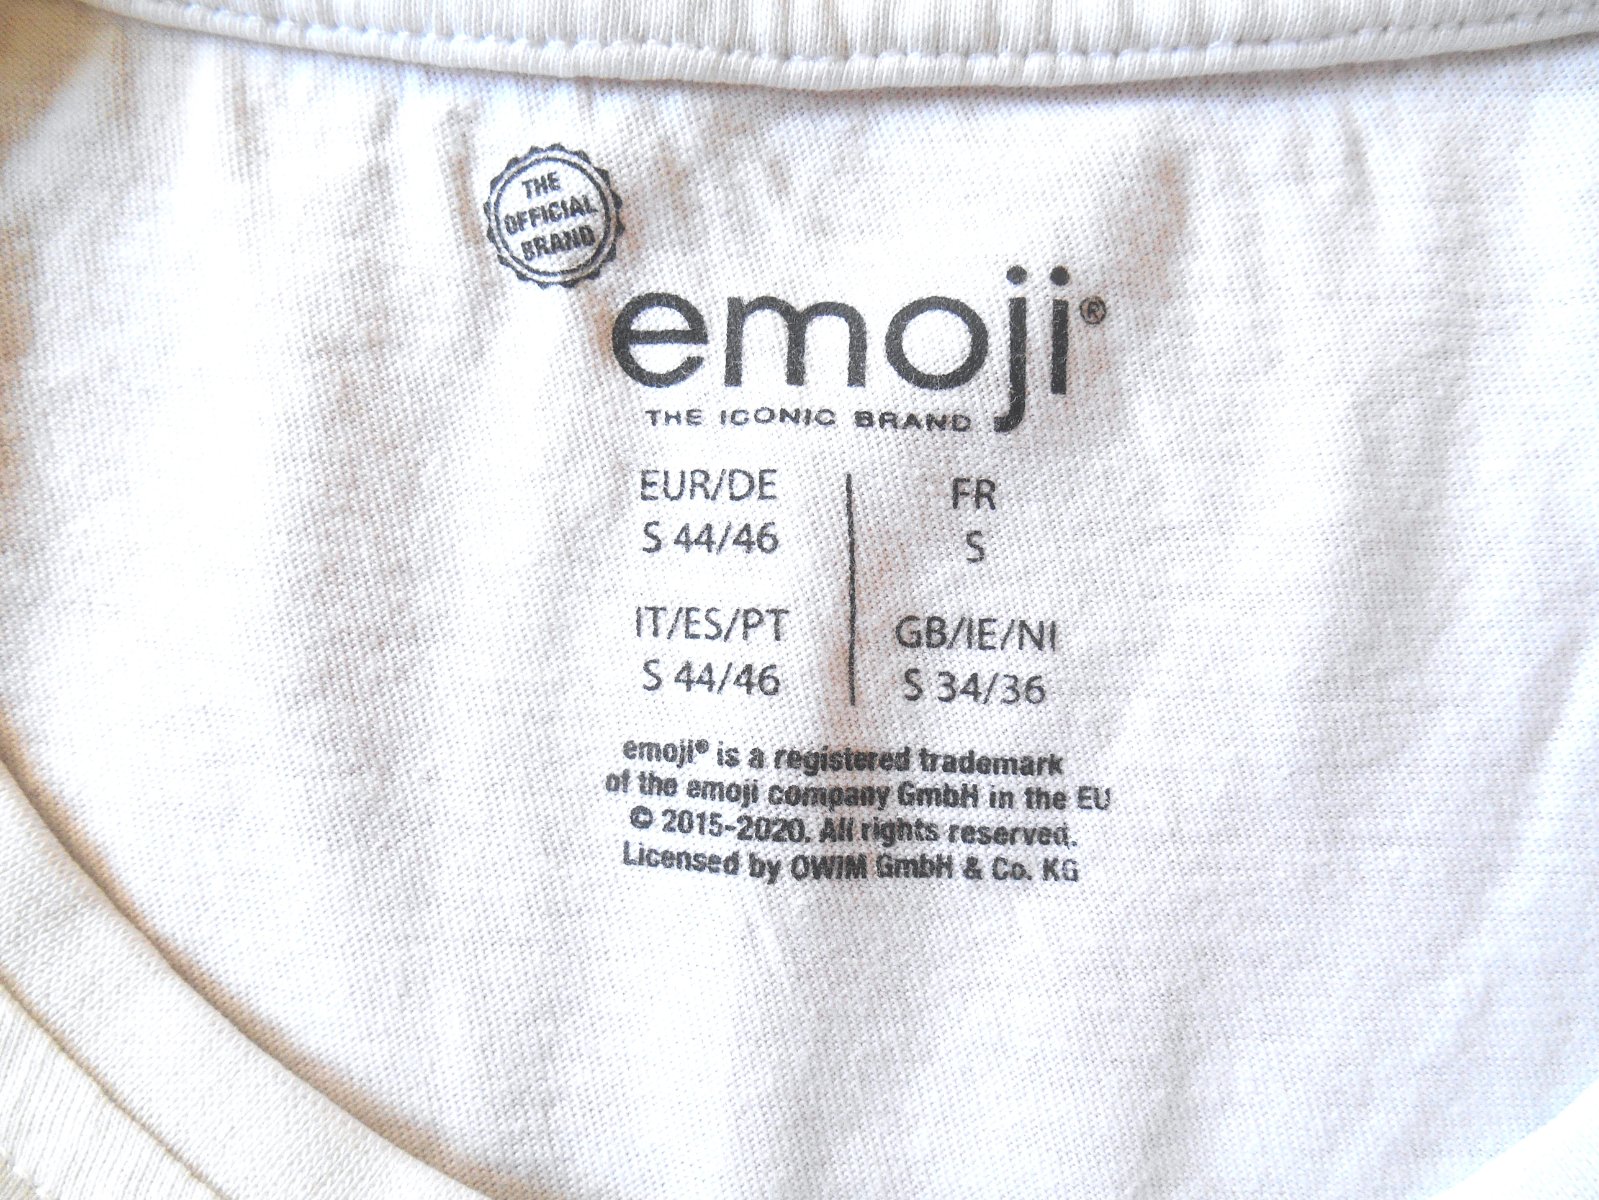 THE
OFFICIAL
BRAND
emoji®
THE ICONIC BRAND
EUR/DE
S 44/46
FR
S
IT/ES/PT
S 44/46
GB/IE/NI
S 34/36
emoji® is a registered trademark
of the emoji company GmbH in the EU
© 2015-2020. All rights reserved.
Licensed by OWIM GmbH & Co. KG